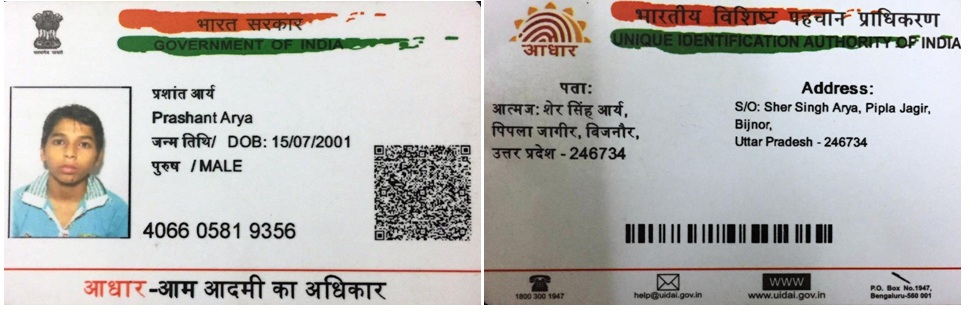 भारत सरकार
GOVERNMENT OF INDIA
प्रशांत आर्य
Prashant Arya
जन्म तिथि/ DOB: 15/07/2001
पुरुष / MALE
4066 0581 9356
आधार-आम आदमी का अधिकार
भारतीय विशिष्ट पहचान प्राधिकरण
UNIQUE IDENTIFICATION AUTHORITY OF INDIA
आधार
पता:
आत्मज: शेर सिंह आर्य,
पिपला जागीर, बिजनौर,
उत्तर प्रदेश - 246734
Address:
S/O: Sher Singh Arya, Pipla Jagir,
Bijnor,
Uttar Pradesh - 246734
1800 300 1947
help@uidai.gov.in
WWW
www.uidai.gov.in
P.O. Box No.1947,
Bengaluru-560 001